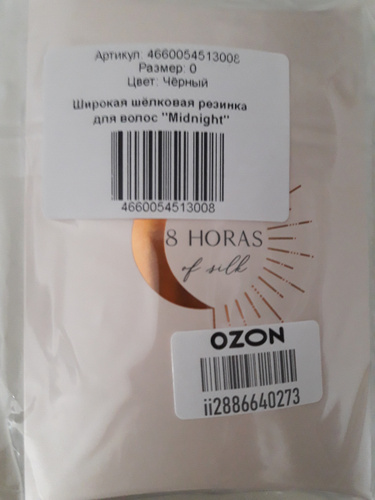 Артикул: 4660054513008
Размер: 0
Цвет: Чёрный
Широкая шёлковая резинка
для волос "Midnight"
4660054513008
8 HORAS
of silk
OZON
ii2886640273